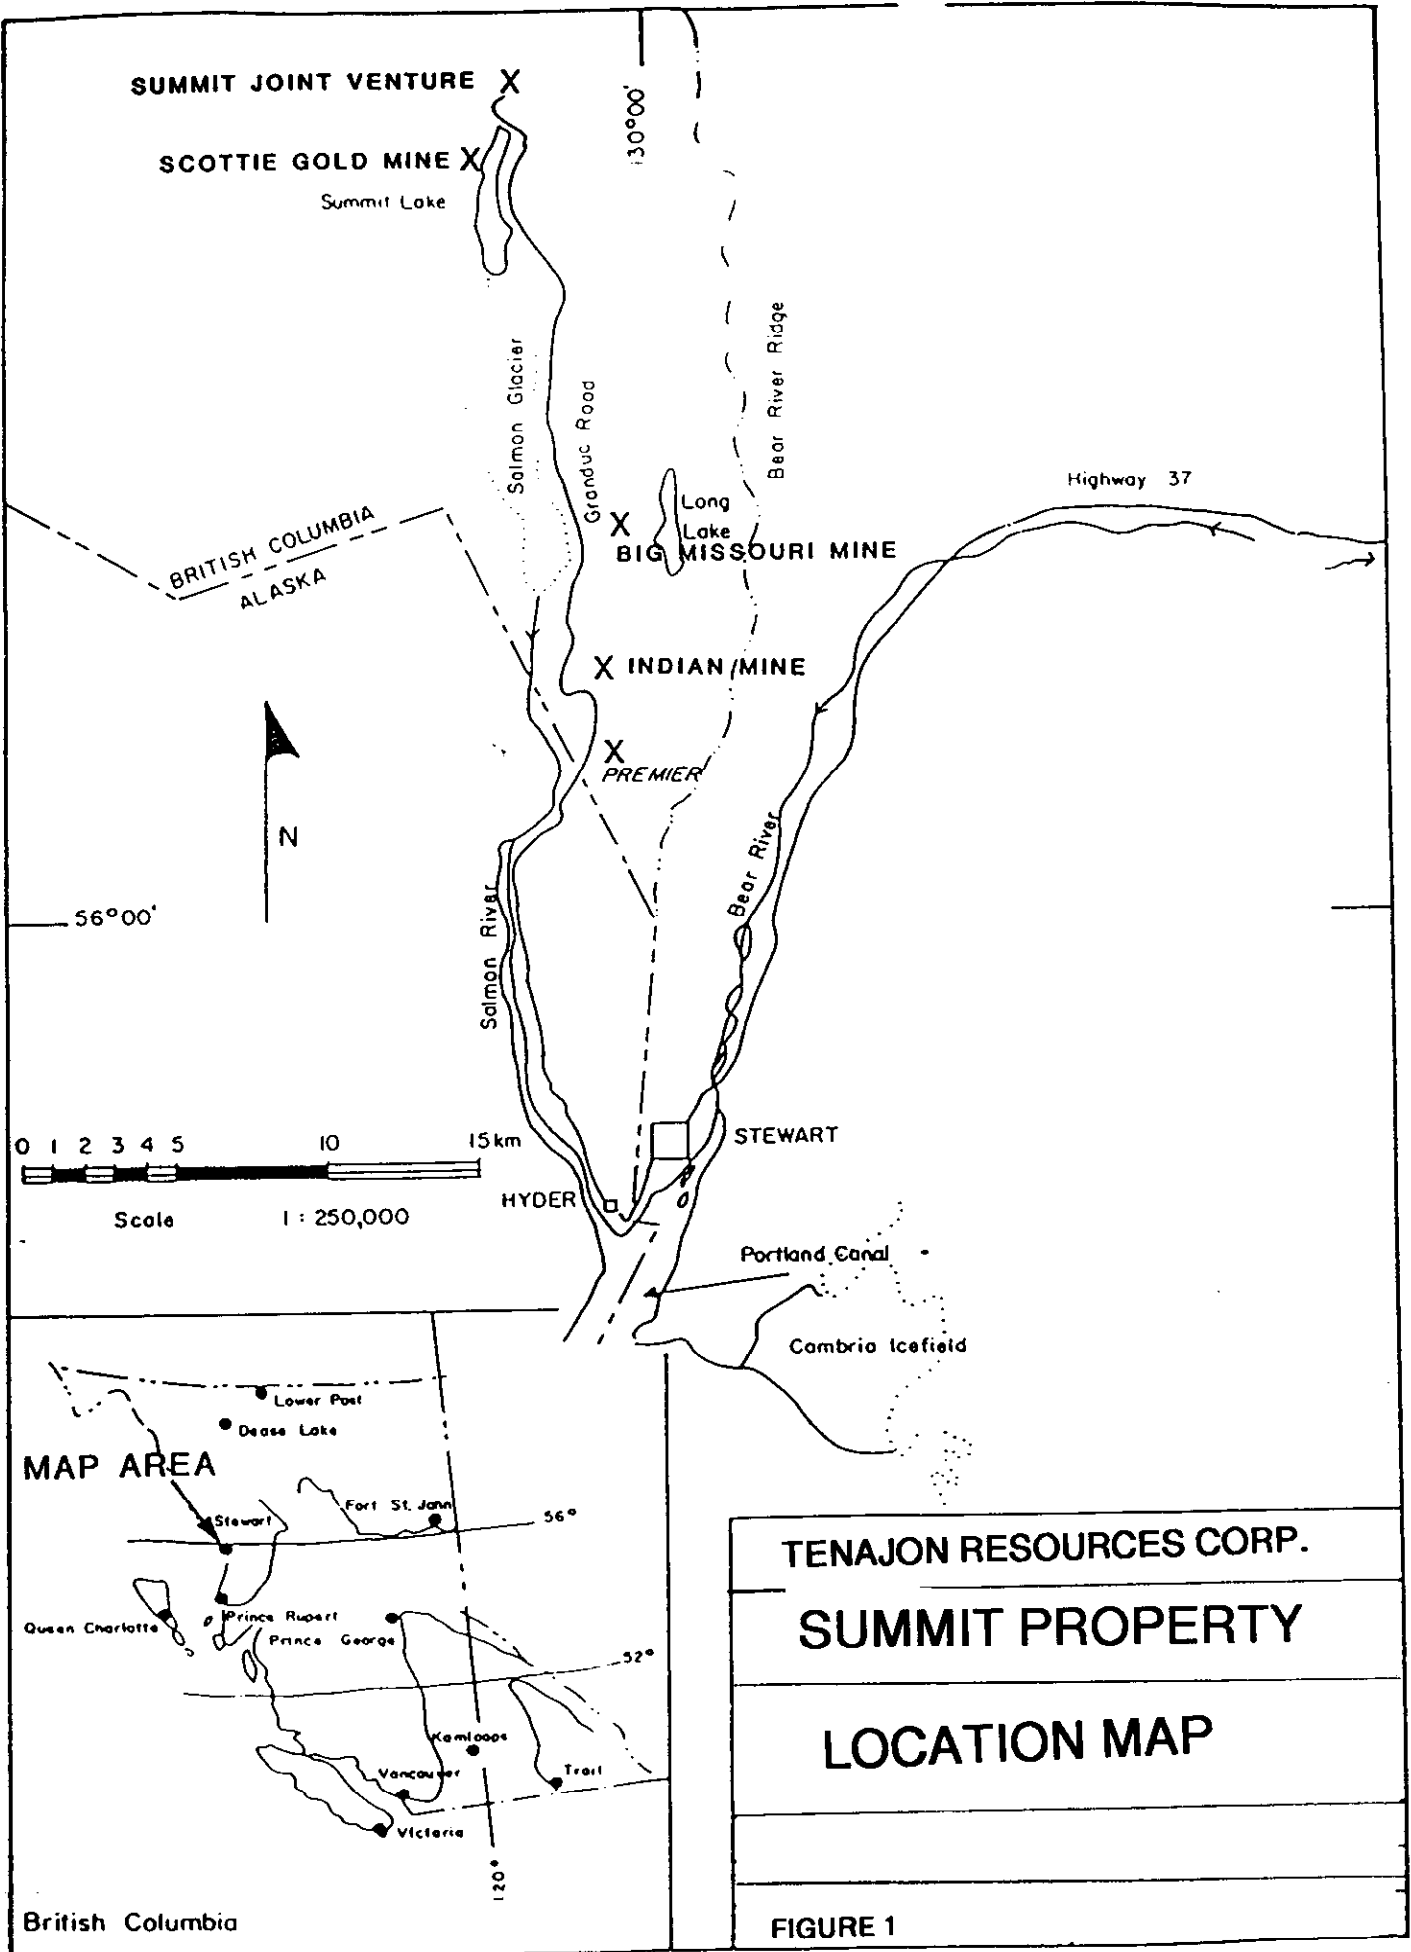 SUMMIT JOINT VENTURE X
130°00'
SCOTTIE GOLD MINE X
Summit Lake
Salmon Glacier
Granduc Road
Bear River Ridge
Highway 37
X
Long
Lake
BIG MISSOURI MINE
BRITISH COLUMBIA
ALASKA
X INDIAN MINE
X
PREMIER
N
Bear River
Salmon River
56°00'
0 1 2 3 4 5 10 15 km
Scale 1 : 250,000
STEWART
HYDER
Portland Canal
Cambria Icefield
Lower Post
Dease Lake
MAP AREA
Stewart
Fort St. John
56°
Queen Charlotte
Prince Rupert
Prince George
52°
Kamloops
Vancouver
Trail
Victoria
120°
British Columbia
TENAJON RESOURCES CORP.
SUMMIT PROPERTY
LOCATION MAP
FIGURE 1